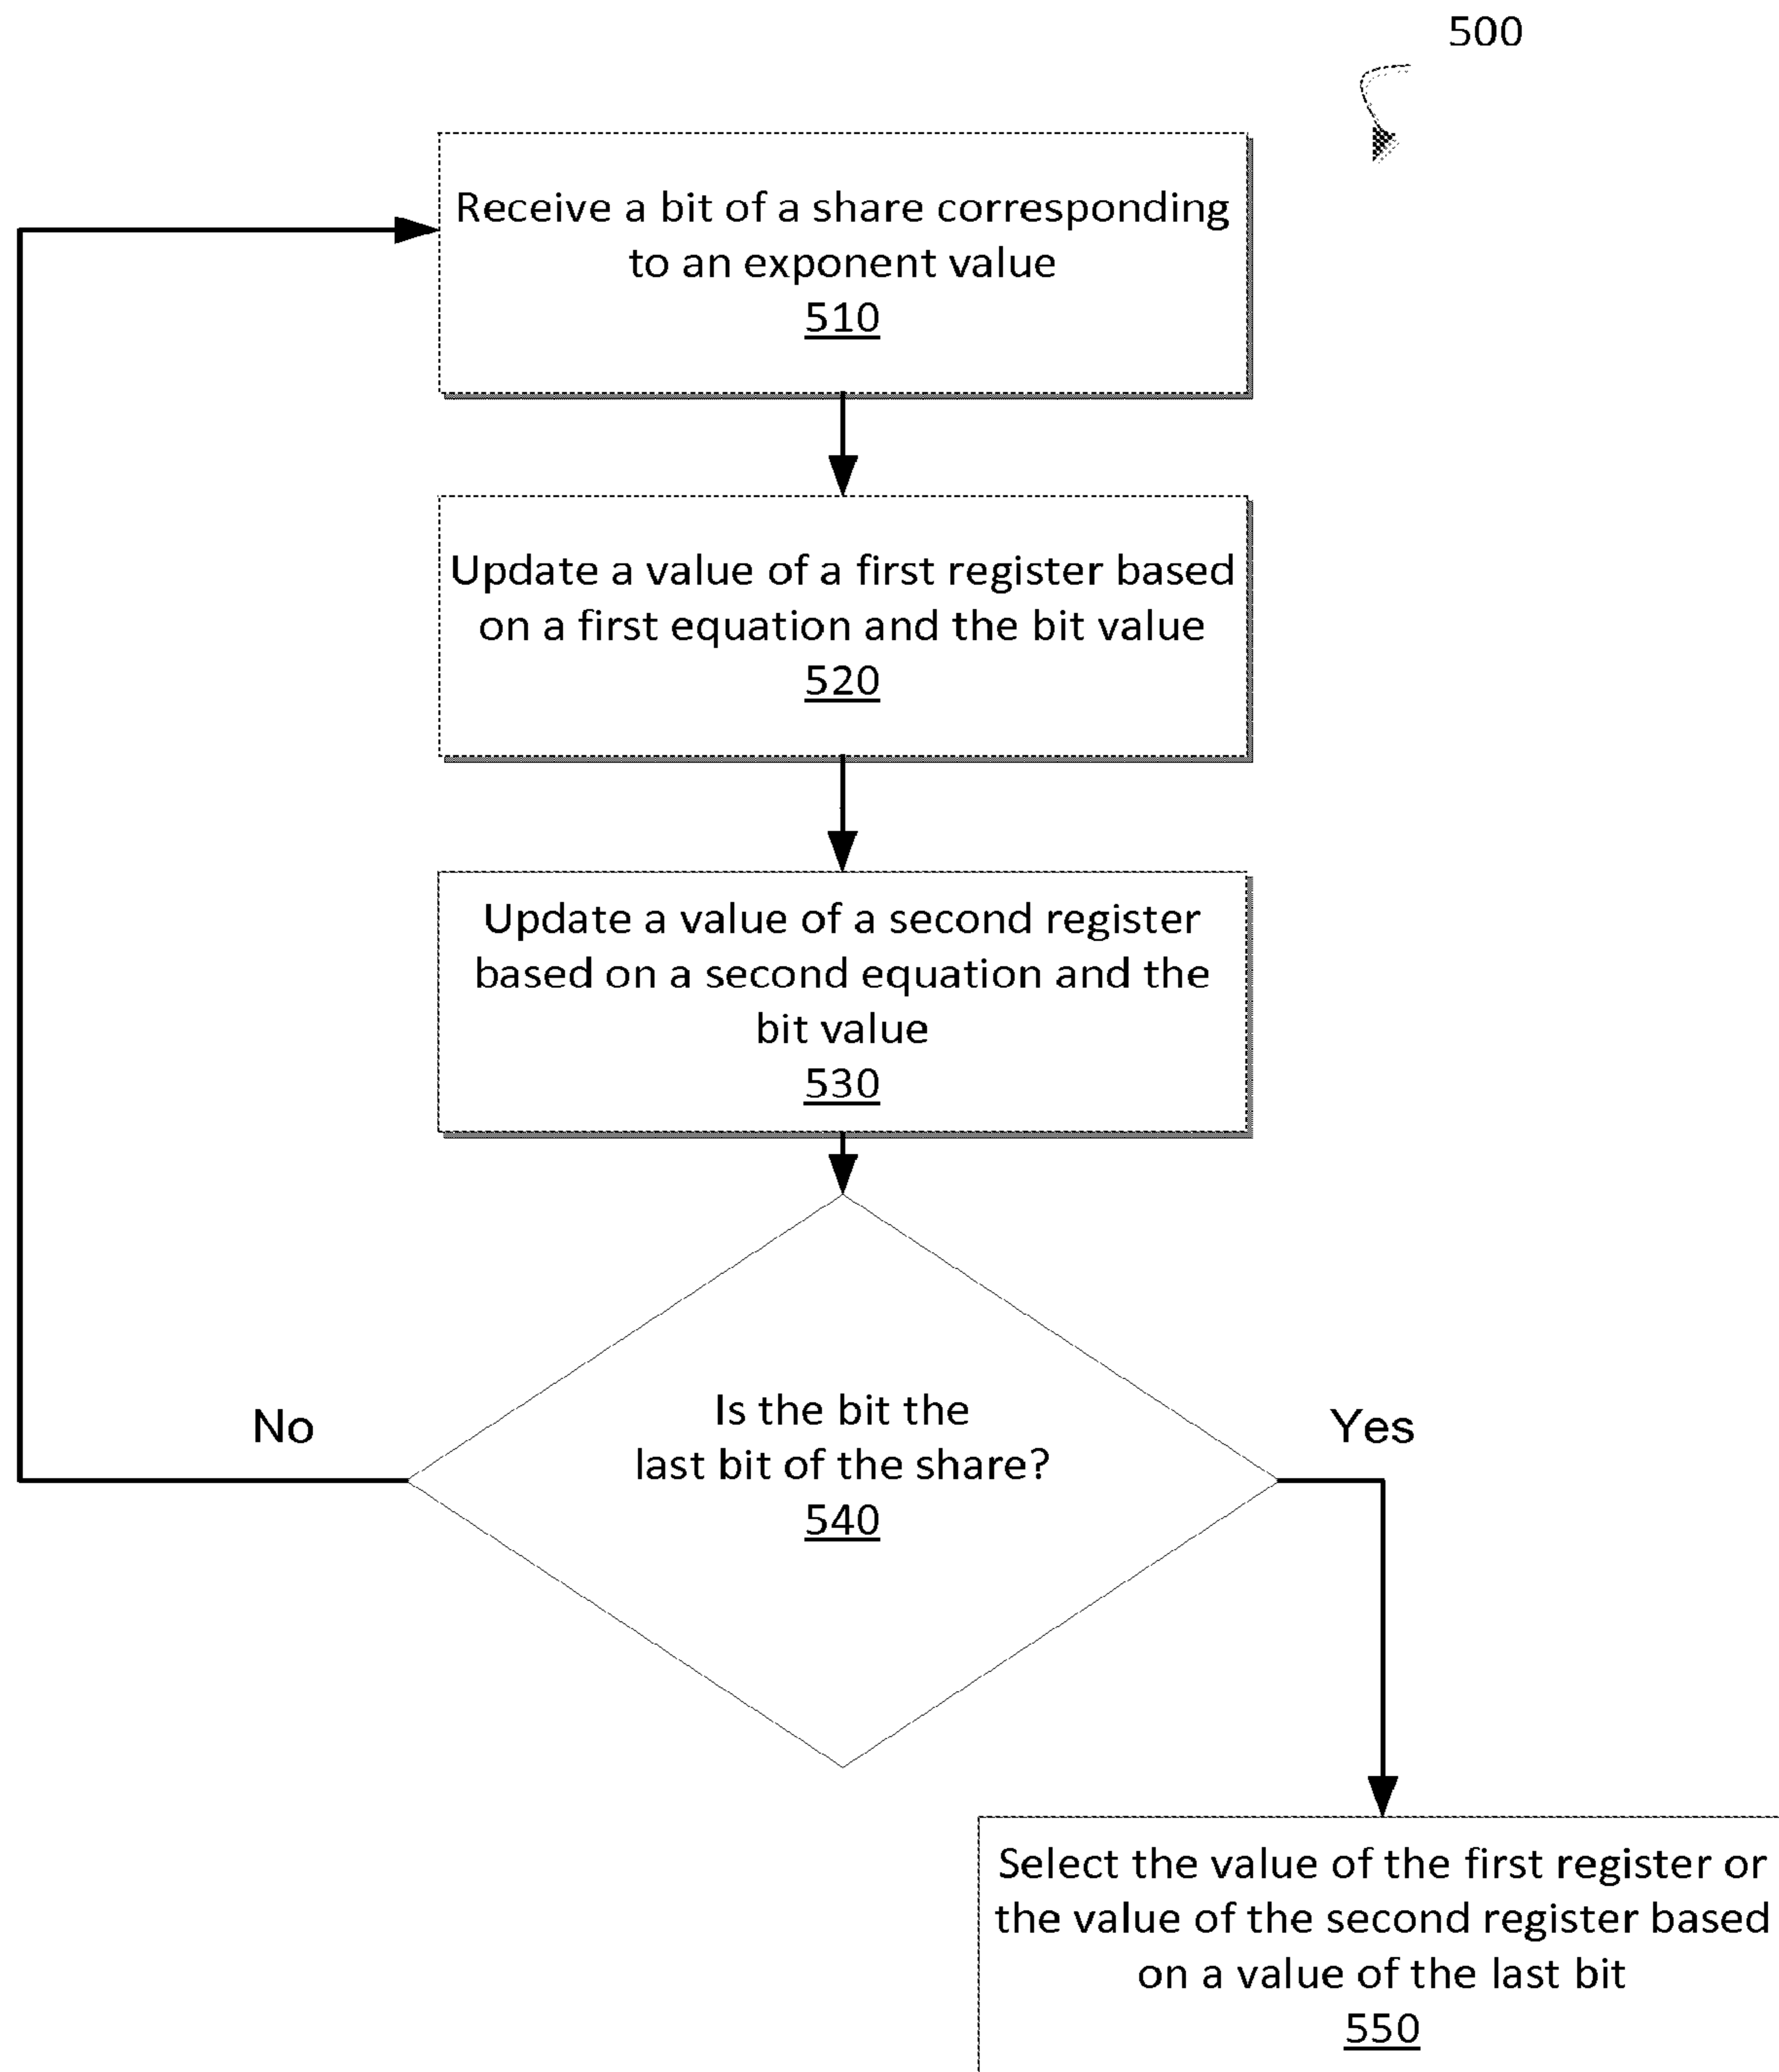 500
Receive a bit of a share corresponding
to an exponent value
510
Update a value of a first register based
on a first equation and the bit value
520
Update a value of a second register
based on a second equation and the
bit value
530
Is the bit the
last bit of the share?
540
No
Yes
Select the value of the first register or
the value of the second register based
on a value of the last bit
550